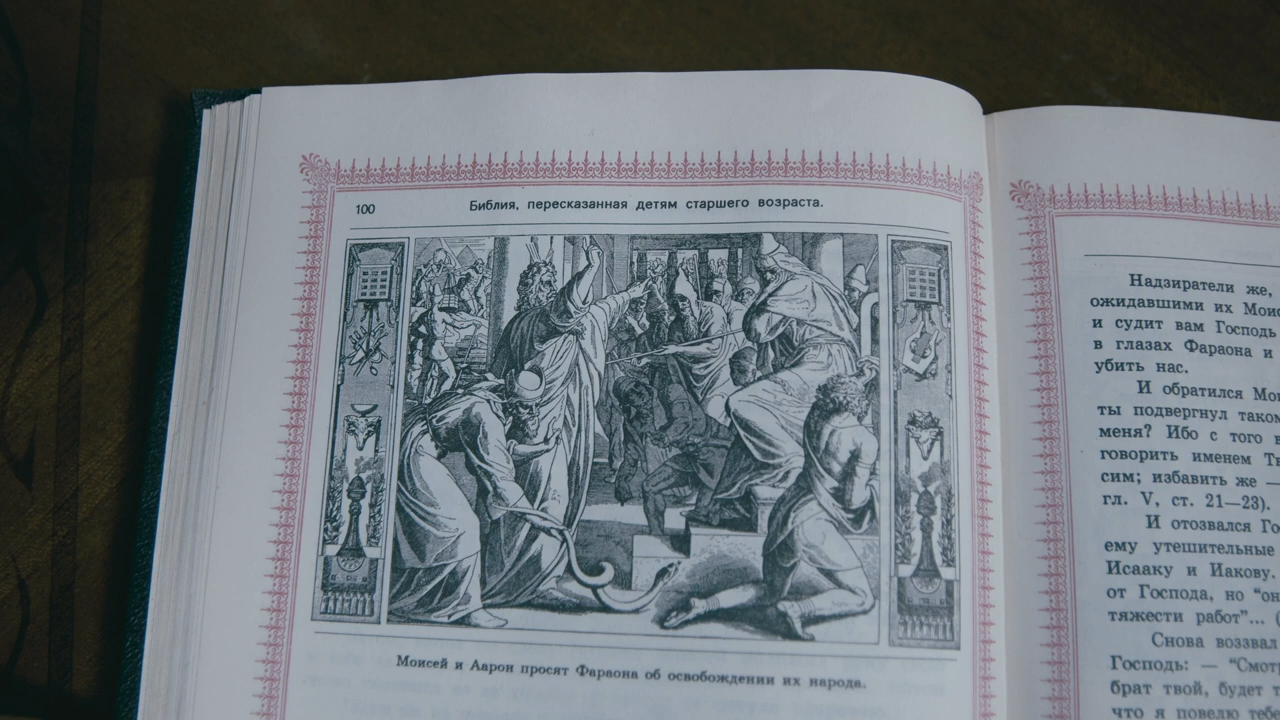 100
Библия, пересказанная детям старшего возраста.
Моисей и Аарон просят Фараона об освобождении их народа.
Надзиратели же,
ожидавшими их Моис
и судит вам Господь
в глазах Фараона и
убить нас.
И обратился Мои
ты подвергнул таком
меня? Ибо с того в
говорить именем Тв
сим; избавить же —
гл. V, ст. 21—23).
И отозвался Го
ему утешительные
Исааку и Иакову.
от Господа, но “он
тяжести работ”... (
Снова воззвал
Господь: — “Смотр
брат твой, будет т
что я повелю тебе